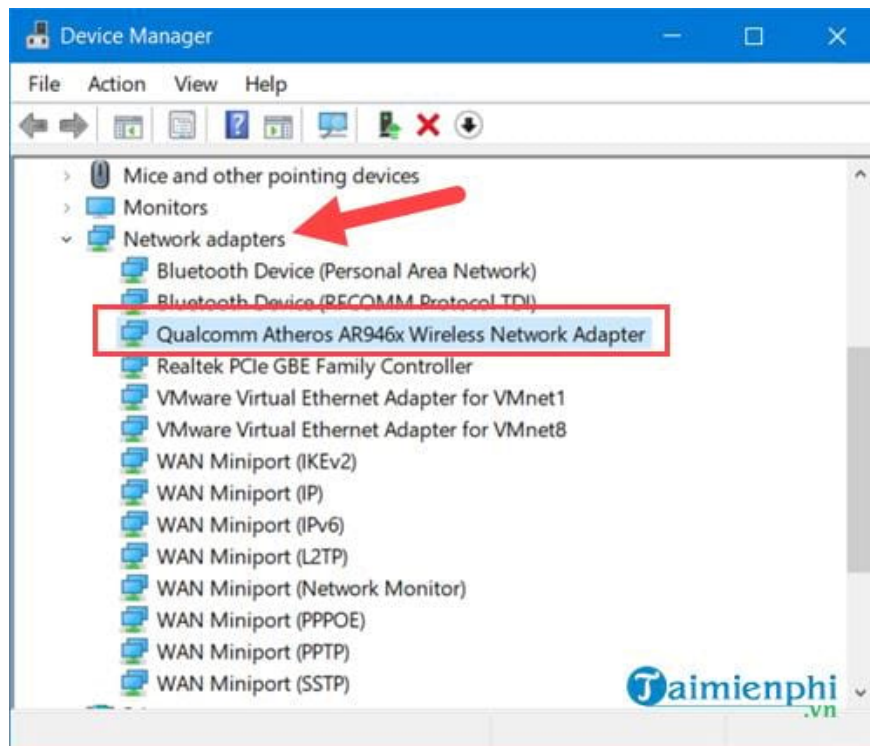 Device Manager
File Action View Help
Mice and other pointing devices
Monitors
Network adapters
Bluetooth Device (Personal Area Network)
Bluetooth Device (RFCOMM Protocol TDI)
Qualcomm Atheros AR946x Wireless Network Adapter
Realtek PCIe GBE Family Controller
VMware Virtual Ethernet Adapter for VMnet1
VMware Virtual Ethernet Adapter for VMnet8
WAN Miniport (IKEv2)
WAN Miniport (IP)
WAN Miniport (IPv6)
WAN Miniport (L2TP)
WAN Miniport (Network Monitor)
WAN Miniport (PPPOE)
WAN Miniport (PPTP)
WAN Miniport (SSTP)
Taimienphi
.vn